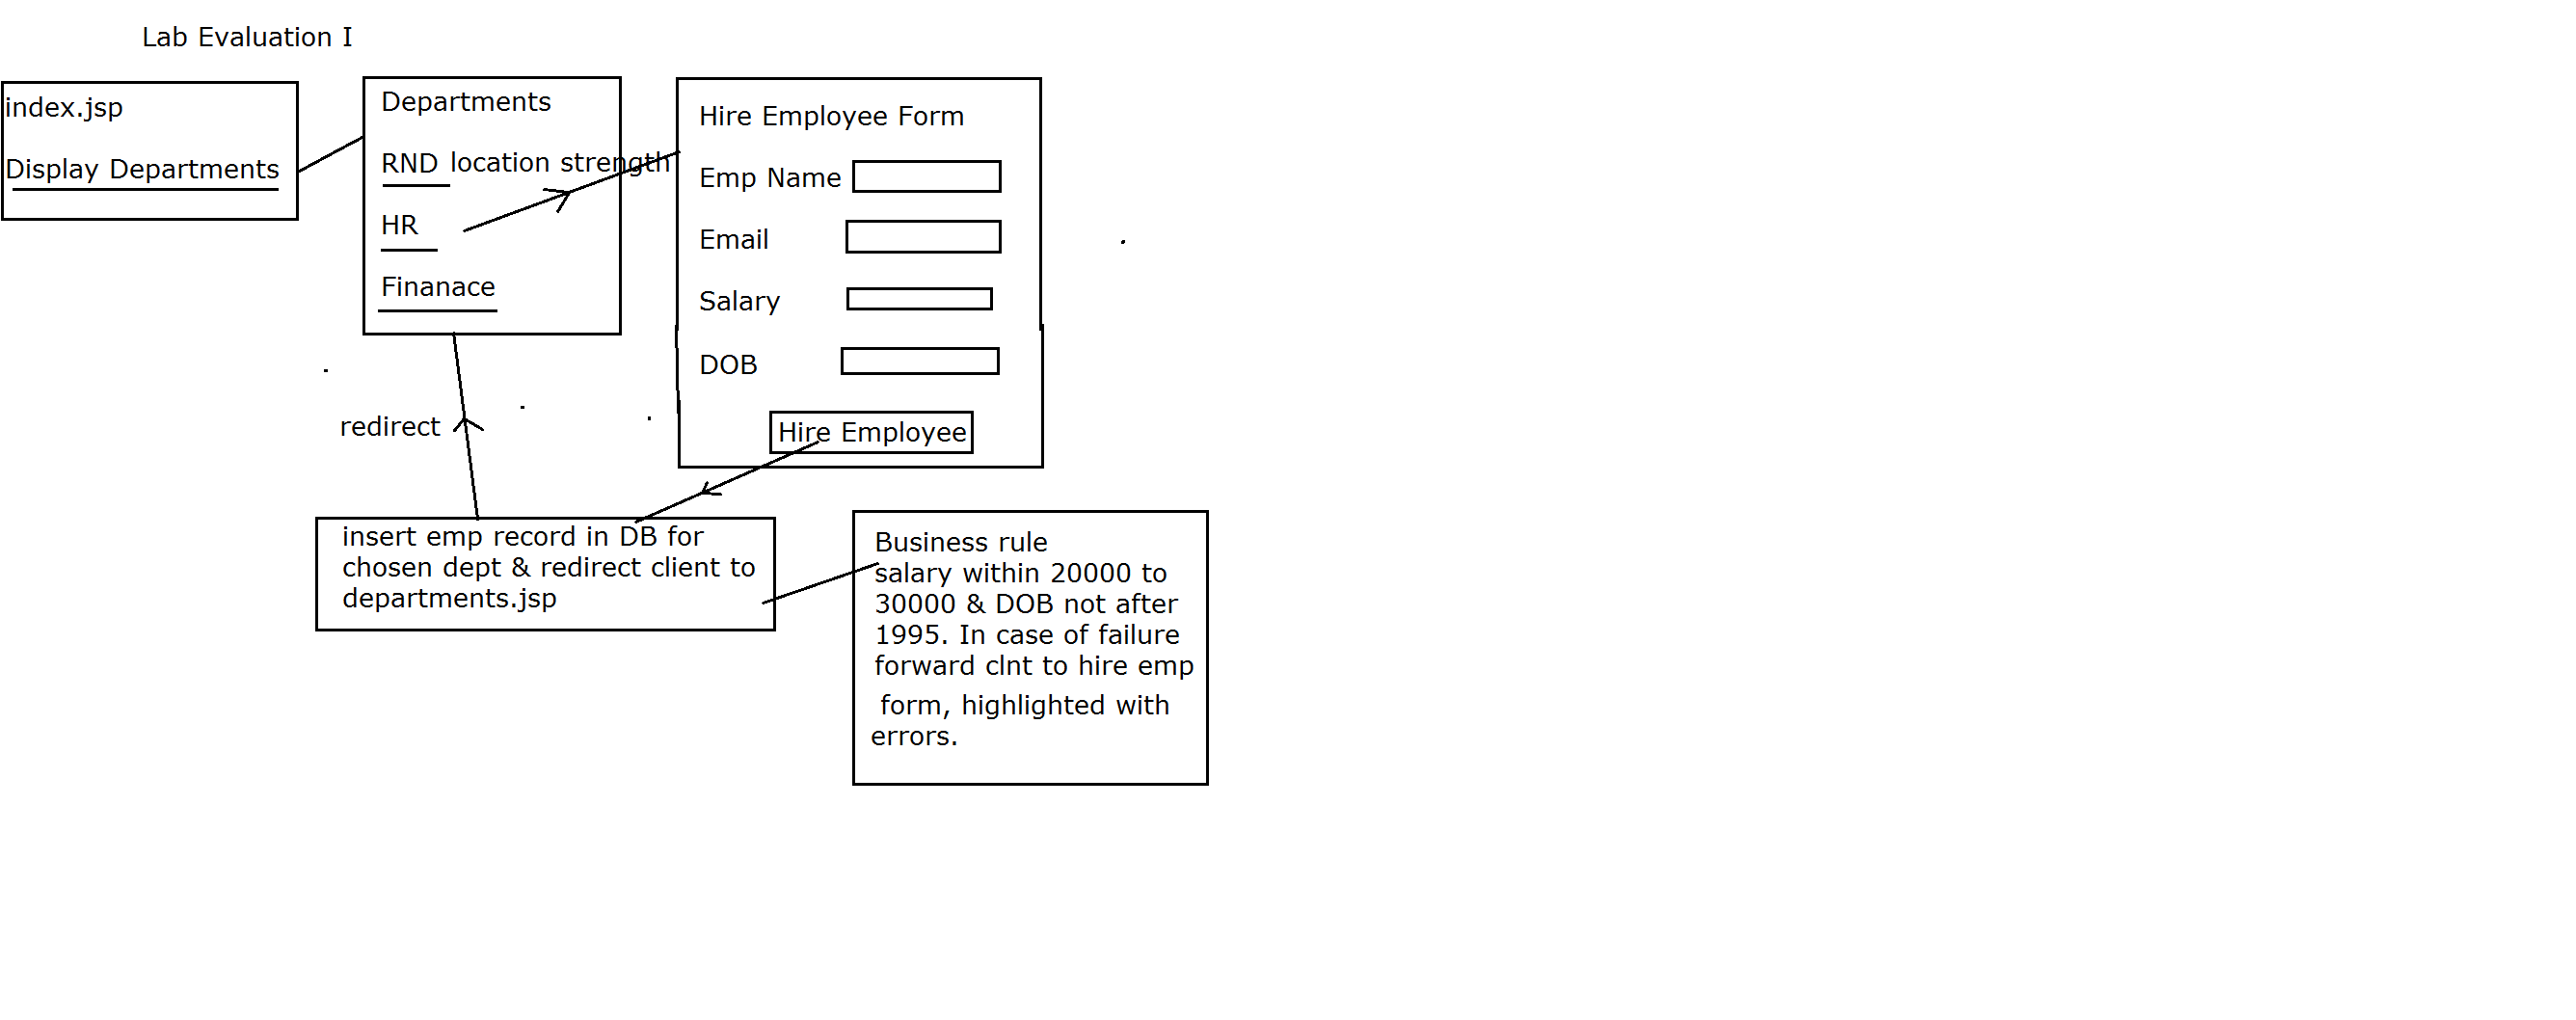 Lab Evaluation I
index.jsp
Display Departments
Departments
RND location strength
HR
Finanace
Hire Employee Form
Emp Name
Email
Salary
DOB
Hire Employee
redirect
insert emp record in DB for
chosen dept & redirect client to
departments.jsp
Business rule
salary within 20000 to
30000 & DOB not after
1995. In case of failure
forward clnt to hire emp
form, highlighted with
errors.